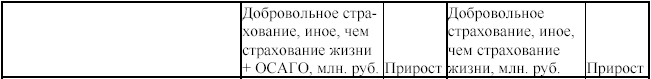 Добровольное стра-
хование, иное, чем
страхование жизни
+ ОСАГО, млн. руб.
Прирост
Добровольное
страхование, иное,
чем страхование
жизни, млн. руб.
Прирост